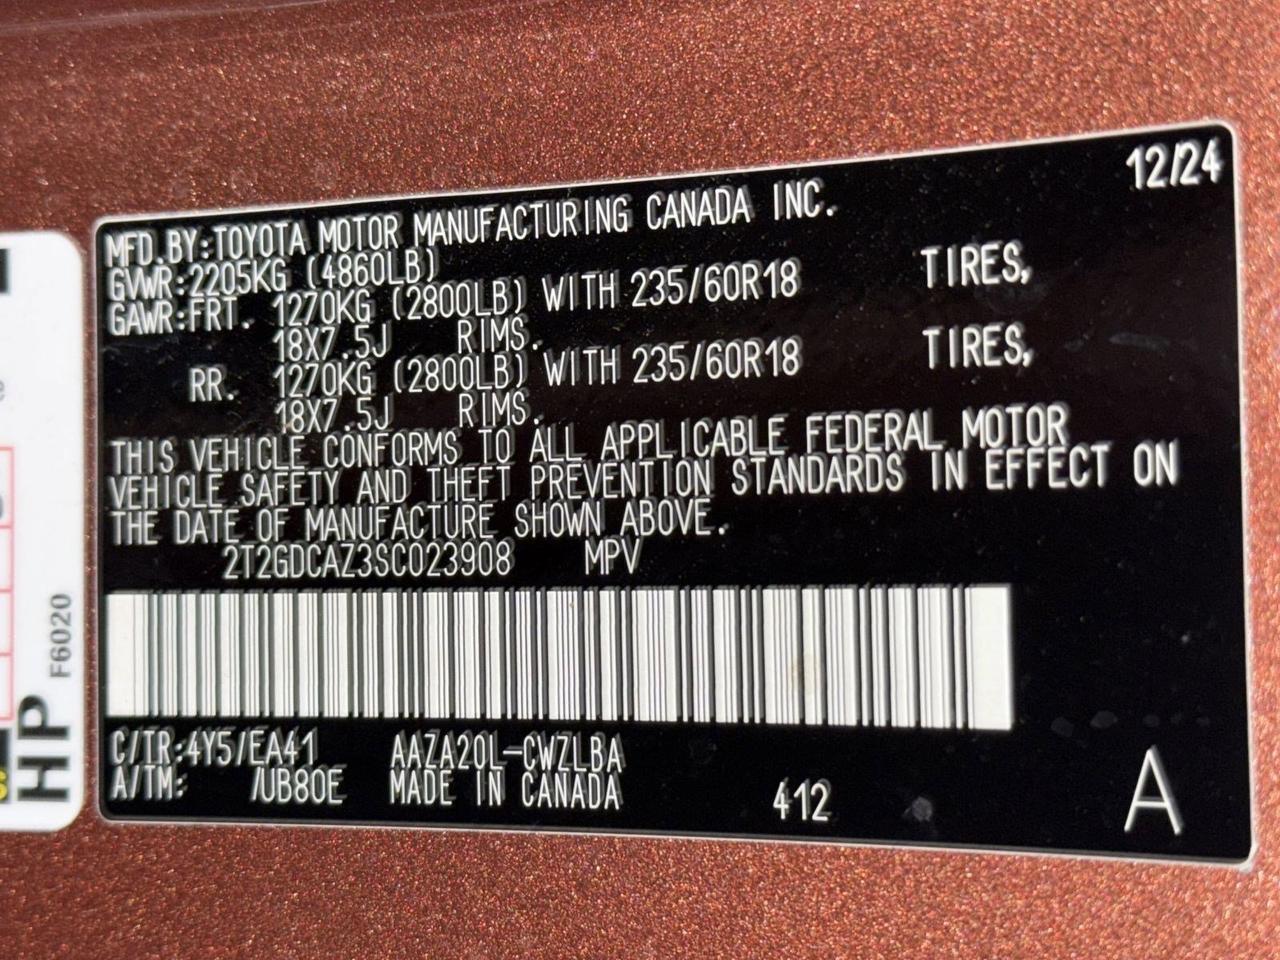 12/24
MFD.BY:TOYOTA MOTOR MANUFACTURING CANADA INC.
GVWR:2205KG (4860LB)
GAWR:FRT. 1270KG (2800LB) WITH 235/60R18 TIRES,
18X7.5J RIMS.
RR. 1270KG (2800LB) WITH 235/60R18 TIRES,
18X7.5J RIMS.
THIS VEHICLE CONFORMS TO ALL APPLICABLE FEDERAL MOTOR
VEHICLE SAFETY AND THEFT PREVENTION STANDARDS IN EFFECT ON
THE DATE OF MANUFACTURE SHOWN ABOVE.
2T2GDCAZ3SC023908 MPV
C/TR:4Y5/EA41 AAZA20L-CWZLBA
A/TM: /UB80E MADE IN CANADA 412 A
HP F6020